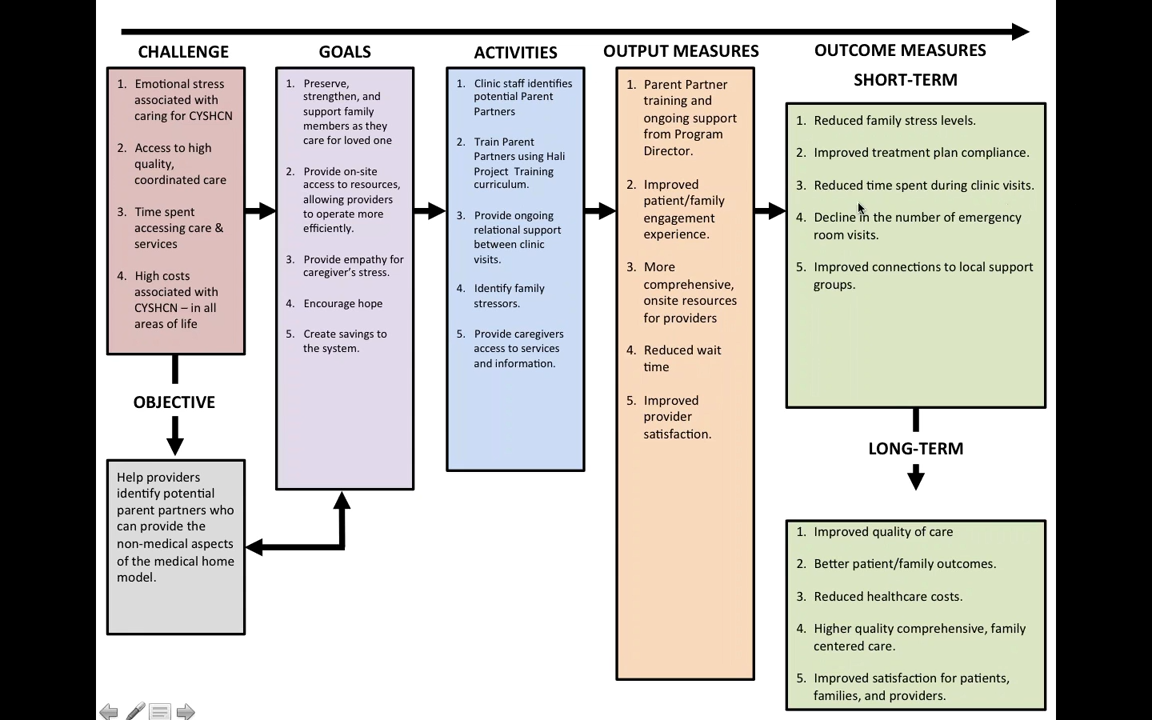 CHALLENGE
1. Emotional stress
associated with
caring for CYSHCN
2. Access to high
quality,
coordinated care
3. Time spent
accessing care &
services
4. High costs
associated with
CYSHCN – in all
areas of life
OBJECTIVE
Help providers
identify potential
parent partners who
can provide the
non-medical aspects
of the medical home
model.
GOALS
1. Preserve,
strengthen, and
support family
members as they
care for loved one
2. Provide on-site
access to resources,
allowing providers
to operate more
efficiently.
3. Provide empathy for
caregiver's stress.
4. Encourage hope
5. Create savings to
the system.
ACTIVITIES
1. Clinic staff identifies
potential Parent
Partners
2. Train Parent
Partners using Hali
Project Training
curriculum.
3. Provide ongoing
relational support
between clinic
visits.
4. Identify family
stressors.
5. Provide caregivers
access to services
and information.
OUTPUT MEASURES
1. Parent Partner
training and
ongoing support
from Program
Director.
2. Improved
patient/family
engagement
experience.
3. More
comprehensive,
onsite resources
for providers
4. Reduced wait
time
5. Improved
provider
satisfaction.
OUTCOME MEASURES
SHORT-TERM
1. Reduced family stress levels.
2. Improved treatment plan compliance.
3. Reduced time spent during clinic visits.
4. Decline in the number of emergency
room visits.
5. Improved connections to local support
groups.
LONG-TERM
1. Improved quality of care
2. Better patient/family outcomes.
3. Reduced healthcare costs.
4. Higher quality comprehensive, family
centered care.
5. Improved satisfaction for patients,
families, and providers.